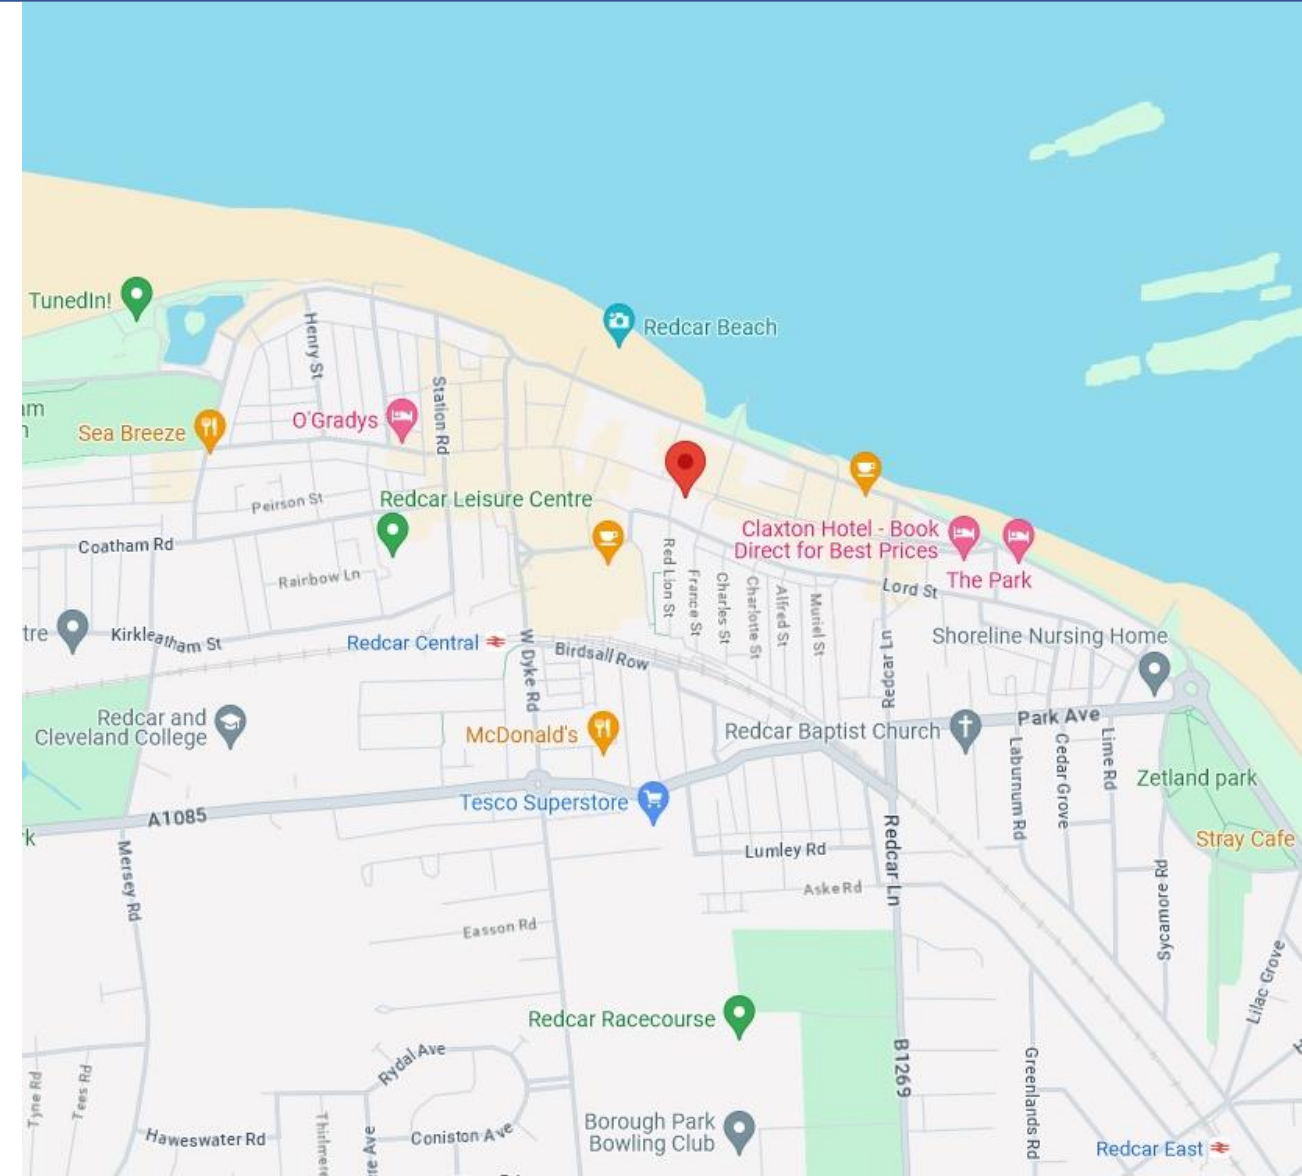 TunedIn!
Redcar Beach
Henry St
Station Rd
am
O'Gradys
Sea Breeze
Peirson St
Redcar Leisure Centre
Coatham Rd
Claxton Hotel - Book
Direct for Best Prices
The Park
Rainbow Ln
Red Lion St
France St
Charles St
Charlotte St
Alfred St
Muriel St
Lord St
tre
Kirkleatham St
Redcar Central
W Dyke Rd
Birdsall Row
Redcar Ln
Shoreline Nursing Home
Redcar and
Cleveland College
McDonald's
Redcar Baptist Church
Park Ave
Laburnum Rd
Cedar Grove
Lime Rd
Zetland park
Tesco Superstore
A1085
rk
Stray Cafe
Mersey Rd
Lumley Rd
Redcar Ln
Aske Rd
Sycamore Rd
Easson Rd
Lilac Grove
Redcar Racecourse
Rydal Ave
B1269
Greenlands Rd
Tyne Rd
Tees Rd
Haweswater Rd
Thirlmere
re Ave
Coniston Ave
Borough Park
Bowling Club
Redcar East